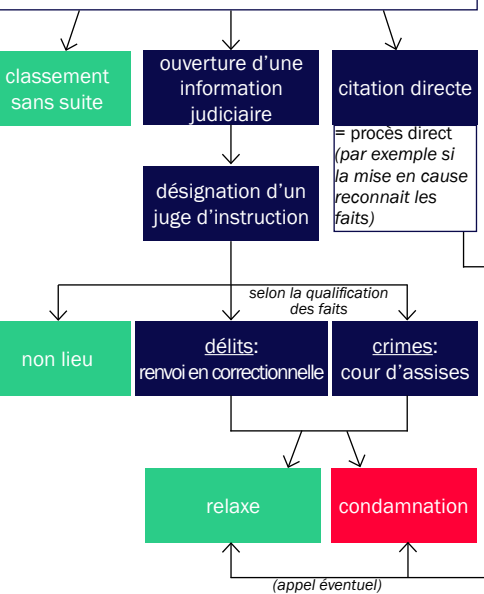 classement
sans suite
ouverture d'une
information
judiciaire
citation directe
= procès direct
(par exemple si
la mise en cause
reconnait les
faits)
désignation d'un
juge d'instruction
selon la qualification
des faits
non lieu
délits:
renvoi en correctionnelle
crimes:
cour d'assises
relaxe
condamnation
(appel éventuel)